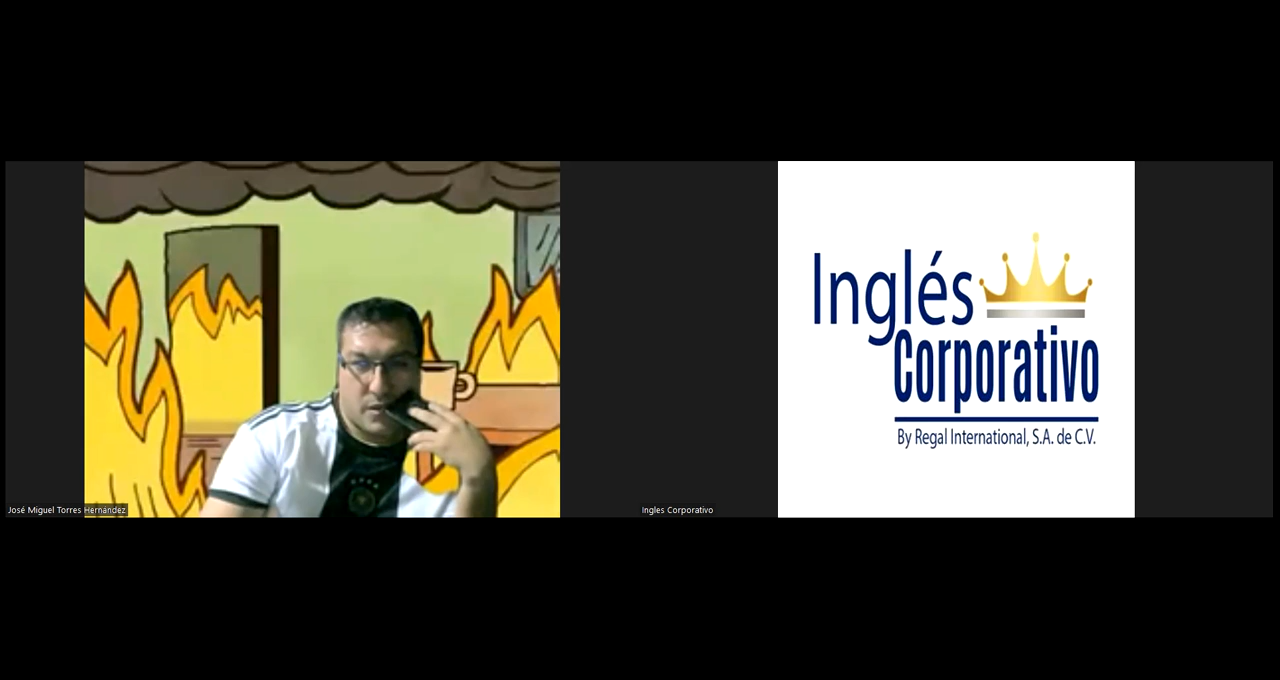 Inglés
Corporativo
By Regal International, S.A. de C.V.
José Miguel Torres Hernández
Ingles Corporativo